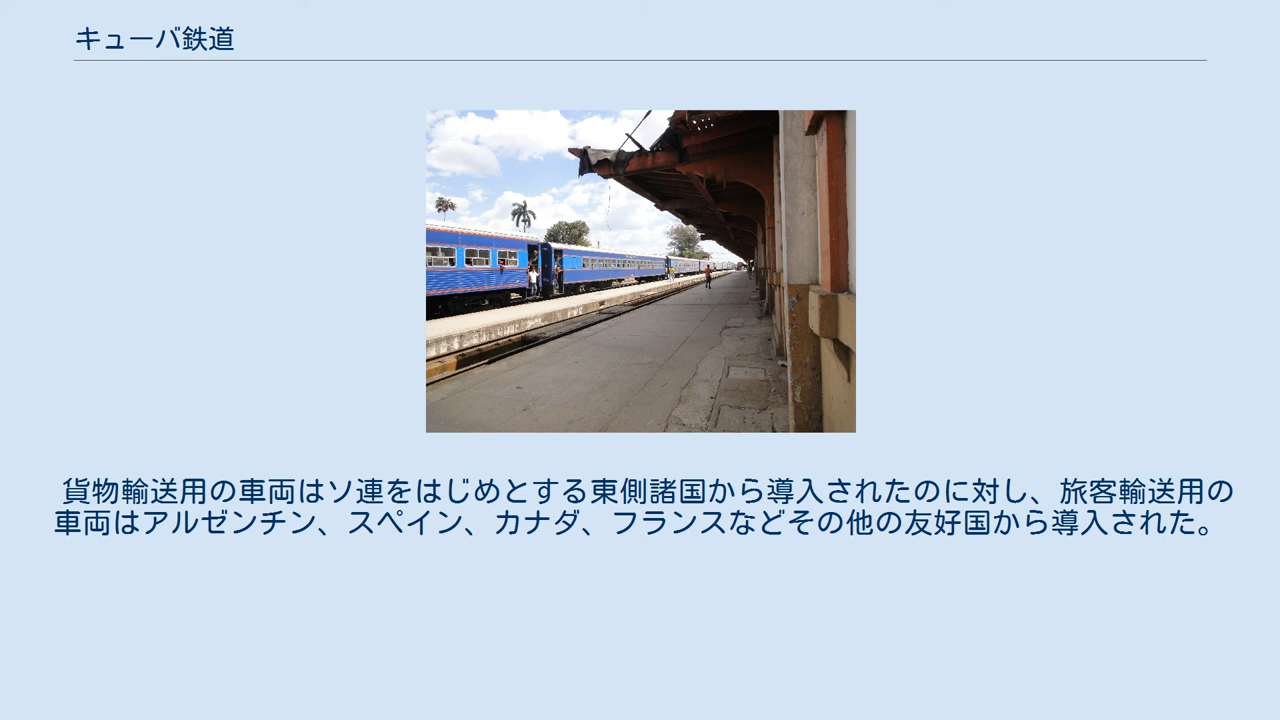 キューバ鉄道
貨物輸送用の車両はソ連をはじめとする東側諸国から導入されたのに対し、旅客輸送用の
車両はアルゼンチン、スペイン、カナダ、フランスなどその他の友好国から導入された。